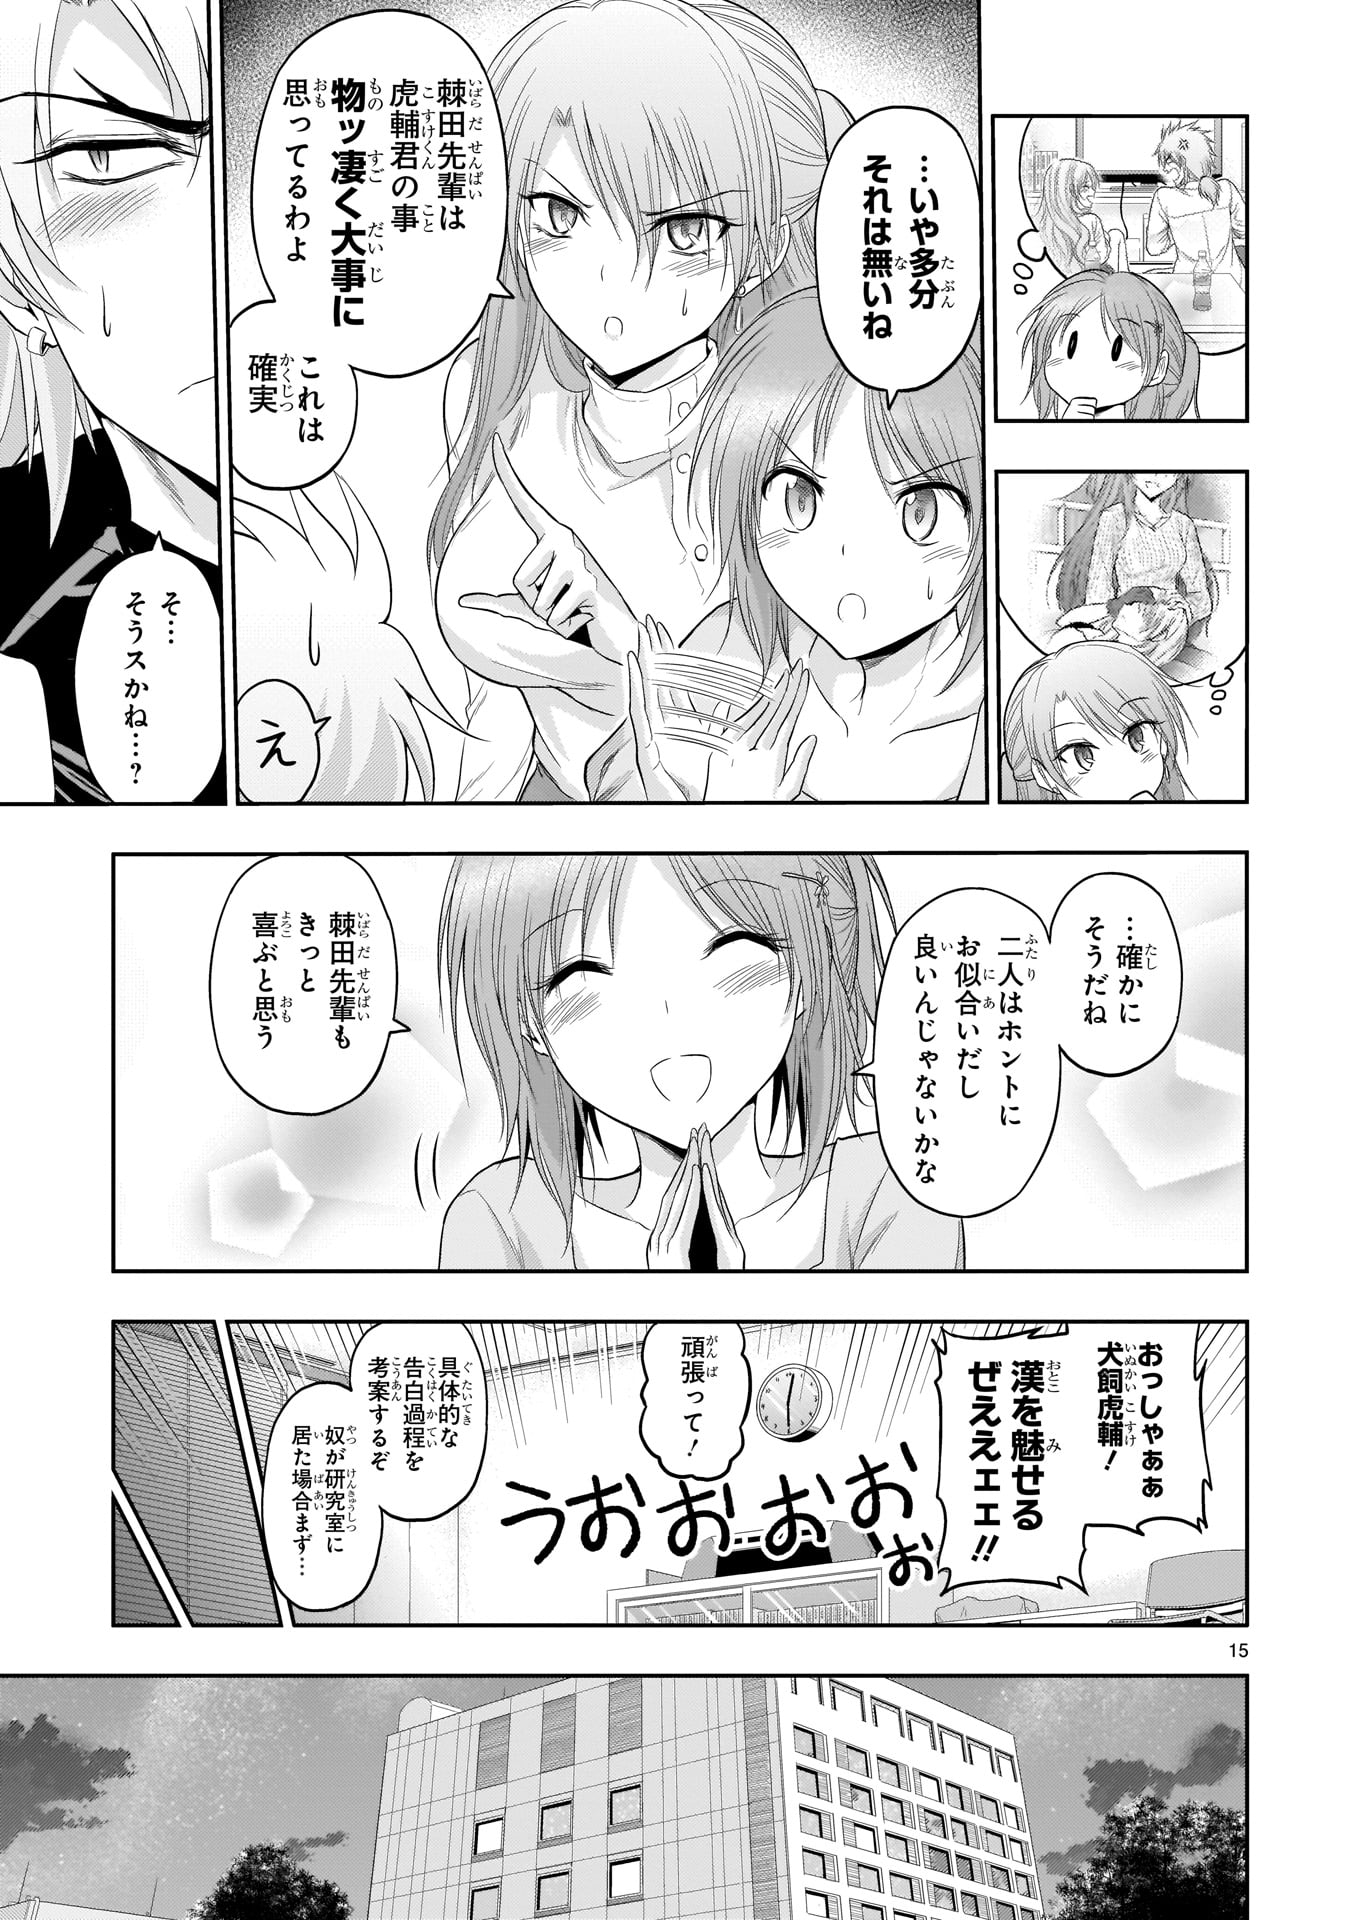 …いや多分
それは無いね
棘田先輩は
虎輔君の事
物ッ凄く大事に
思ってるわよ
これは
確実
え
そ…
そうスかね…?
…確かに
そうだね
二人はホントに
お似合いだし
良いんじゃないかな
棘田先輩も
きっと
喜ぶと思う
おっしゃぁぁ
犬飼虎輔!
漢を魅せる
ぜええェェ!!
うおおおおぉ
頑張って!
具体的な
告白過程を
考案するぞ
奴が研究室に
居た場合まず…
15